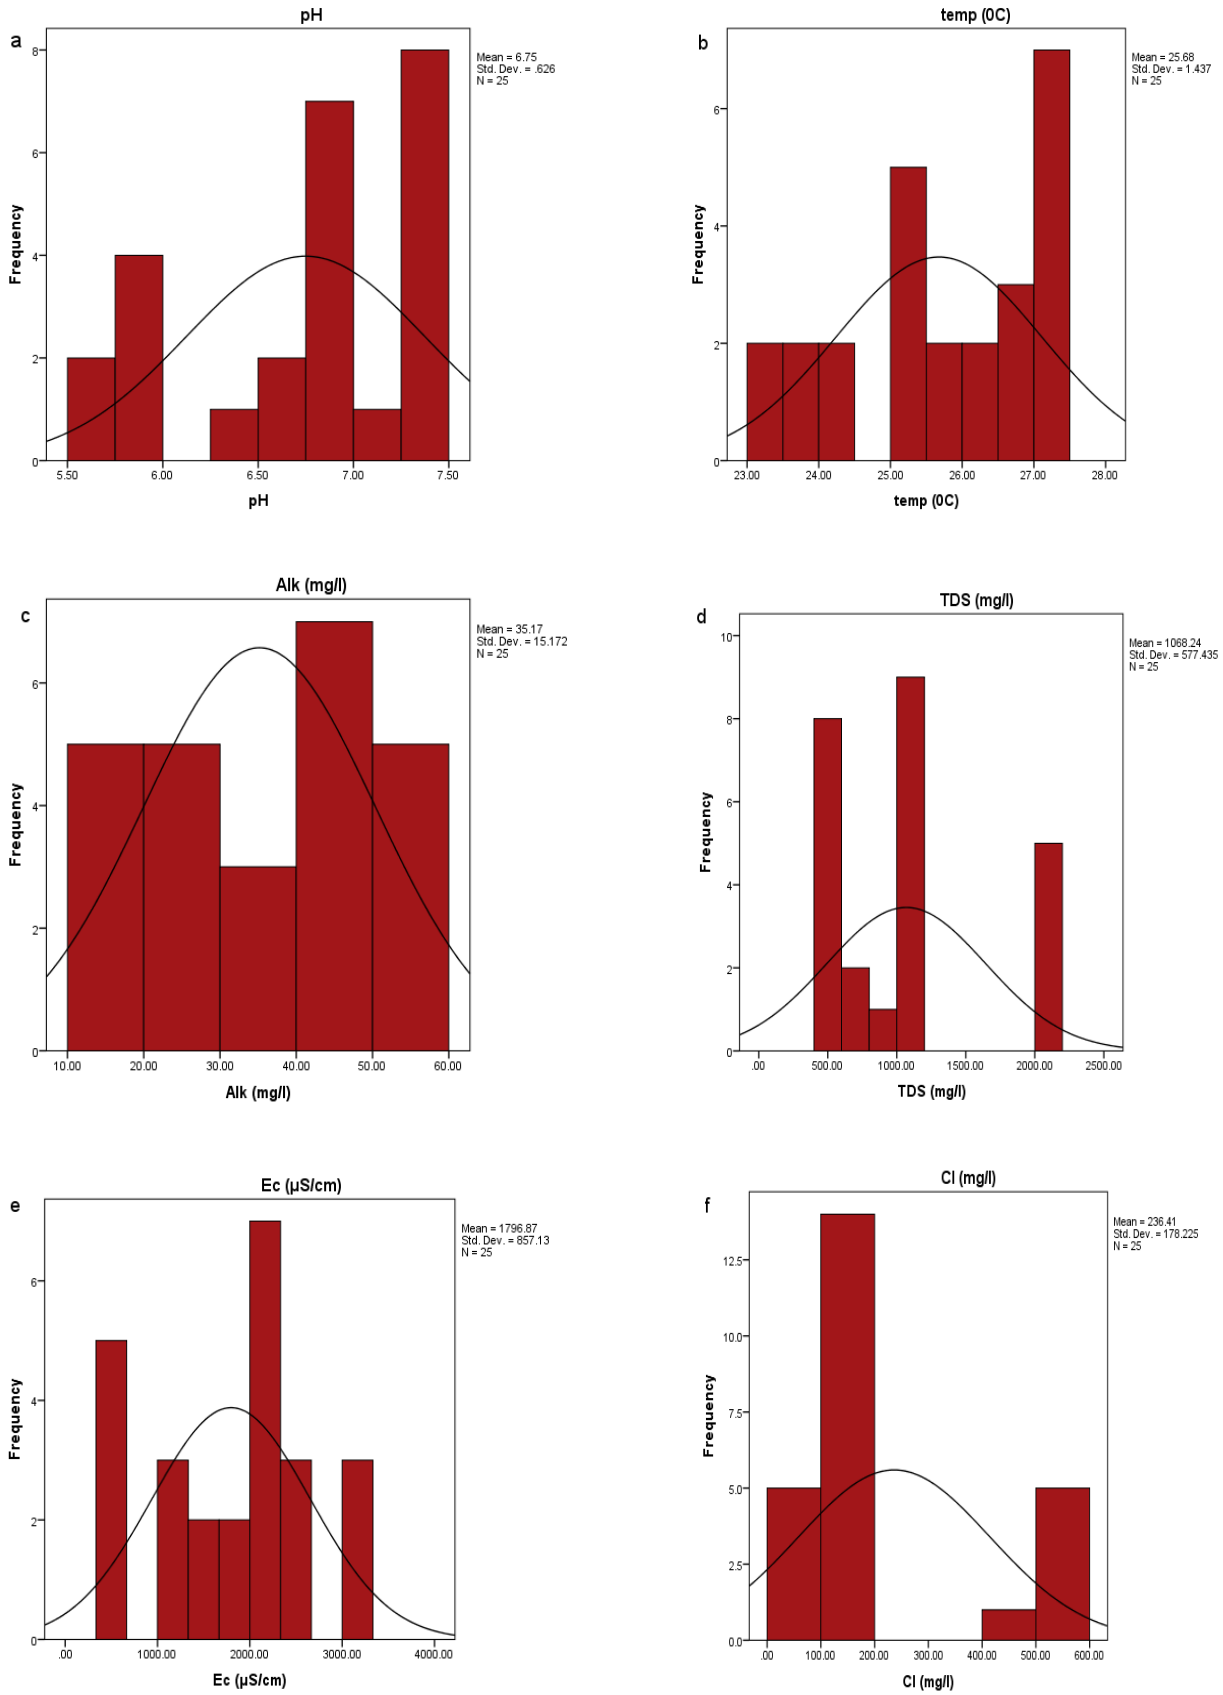 a
pH
Mean = 6.75
Std. Dev. = .626
N = 25
Frequency
8
6
4
2
0
5.50 6.00 6.50 7.00 7.50
pH
b
temp (0C)
Mean = 25.68
Std. Dev. = 1.437
N = 25
Frequency
6
4
2
0
23.00 24.00 25.00 26.00 27.00 28.00
temp (0C)
c
Alk (mg/l)
Mean = 35.17
Std. Dev. = 15.172
N = 25
Frequency
6
4
2
0
10.00 20.00 30.00 40.00 50.00 60.00
Alk (mg/l)
d
TDS (mg/l)
Mean = 1068.24
Std. Dev. = 577.435
N = 25
Frequency
10
8
6
4
2
0
.00 500.00 1000.00 1500.00 2000.00 2500.00
TDS (mg/l)
e
Ec (µS/cm)
Mean = 1796.87
Std. Dev. = 857.13
N = 25
Frequency
6
4
2
0
.00 1000.00 2000.00 3000.00 4000.00
Ec (µS/cm)
f
Cl (mg/l)
Mean = 236.41
Std. Dev. = 178.225
N = 25
Frequency
12.5
10.0
7.5
5.0
2.5
0.0
.00 100.00 200.00 300.00 400.00 500.00 600.00
Cl (mg/l)